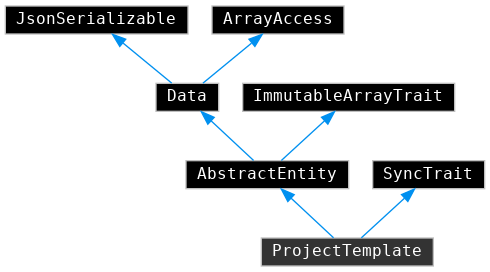 JsonSerializable
ArrayAccess
Data
ImmutableArrayTrait
AbstractEntity
SyncTrait
ProjectTemplate